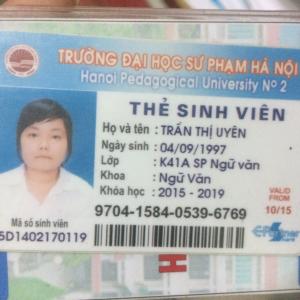 TRƯỜNG ĐẠI HỌC SƯ PHẠM HÀ NỘI
Hanoi Pedagogical University Nº 2
THẺ SINH VIÊN
Họ và tên : TRẦN THỊ UYÊN
Ngày sinh : 04/09/1997
Lớp : K41A SP Ngữ văn
Khoa : Ngữ Văn
Khóa học : 2015 - 2019
VALID FROM
10/15
Mã số sinh viên
9704-1584-0539-6769
5D1402170119
H